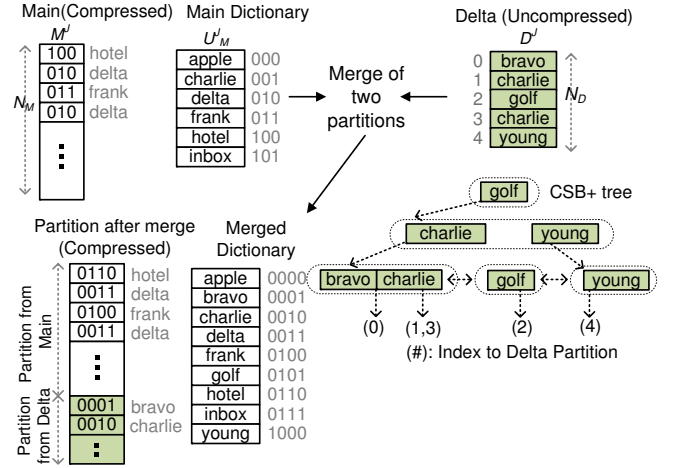 Main(Compressed)
M^J
100 hotel
010 delta
011 frank
010 delta
N_M
Main Dictionary
U^J_M
apple 000
charlie 001
delta 010
frank 011
hotel 100
inbox 101
Merge of
two
partitions
Delta (Uncompressed)
D^J
0 bravo
1 charlie
2 golf
3 charlie
4 young
N_D
golf CSB+ tree
charlie young
bravo charlie golf young
(0) (1,3) (2) (4)
(#): Index to Delta Partition
Partition after merge
(Compressed)
Partition from
Main
0110 hotel
0011 delta
0100 frank
0011 delta
Partition
from Delta
0001 bravo
0010 charlie
Merged
Dictionary
apple 0000
bravo 0001
charlie 0010
delta 0011
frank 0100
golf 0101
hotel 0110
inbox 0111
young 1000